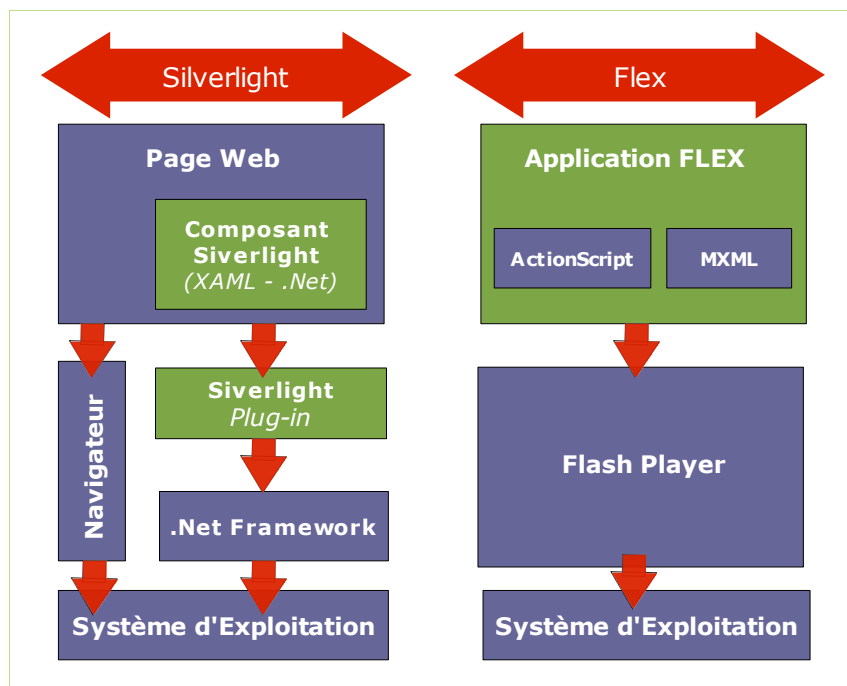 Silverlight
Page Web
Composant
Siverlight
(XAML - .Net)
Navigateur
Siverlight
Plug-in
.Net Framework
Système d'Exploitation
Flex
Application FLEX
ActionScript
MXML
Flash Player
Système d'Exploitation